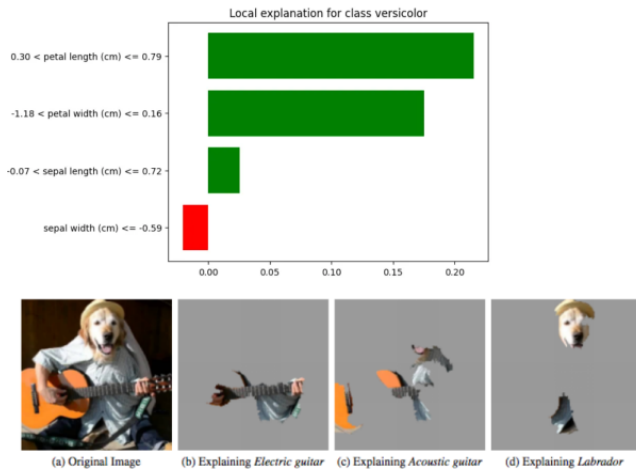 Local explanation for class versicolor
0.30 < petal length (cm) <= 0.79
-1.18 < petal width (cm) <= 0.16
-0.07 < sepal length (cm) <= 0.72
sepal width (cm) <= -0.59
0.00 0.05 0.10 0.15 0.20
(a) Original Image (b) Explaining Electric guitar (c) Explaining Acoustic guitar (d) Explaining Labrador